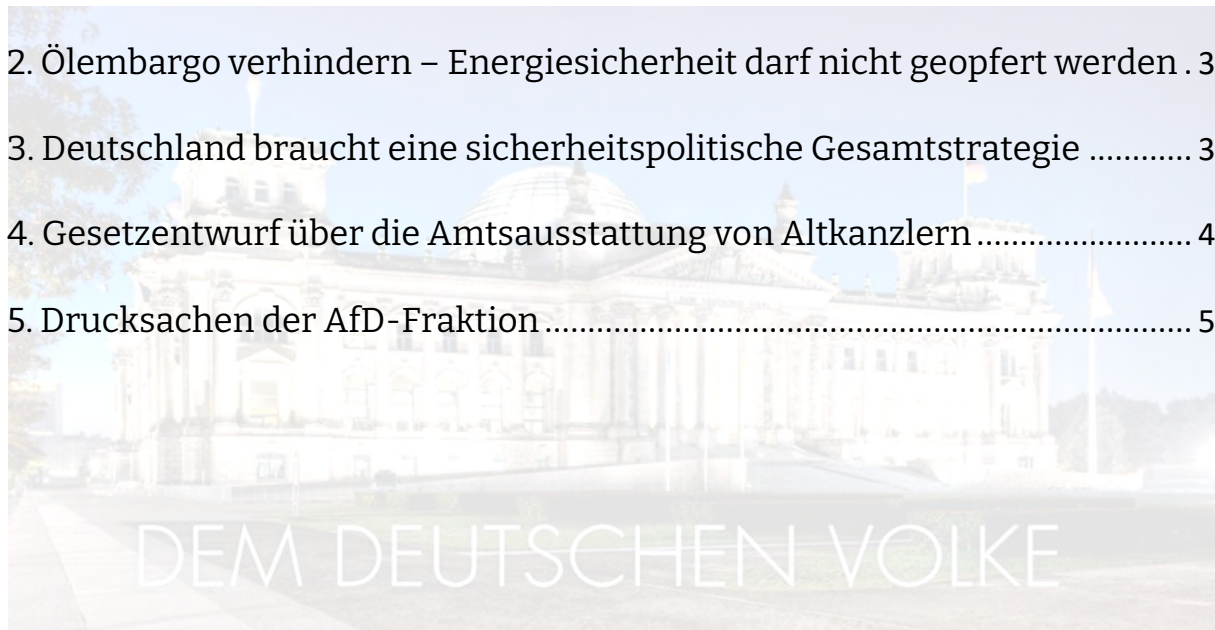 2. Ölembargo verhindern – Energiesicherheit darf nicht geopfert werden . 3
3. Deutschland braucht eine sicherheitspolitische Gesamtstrategie ............ 3
4. Gesetzentwurf über die Amtsausstattung von Altkanzlern ....................... 4
5. Drucksachen der AfD-Fraktion ....................................................................... 5
DEM DEUTSCHEN VOLKE